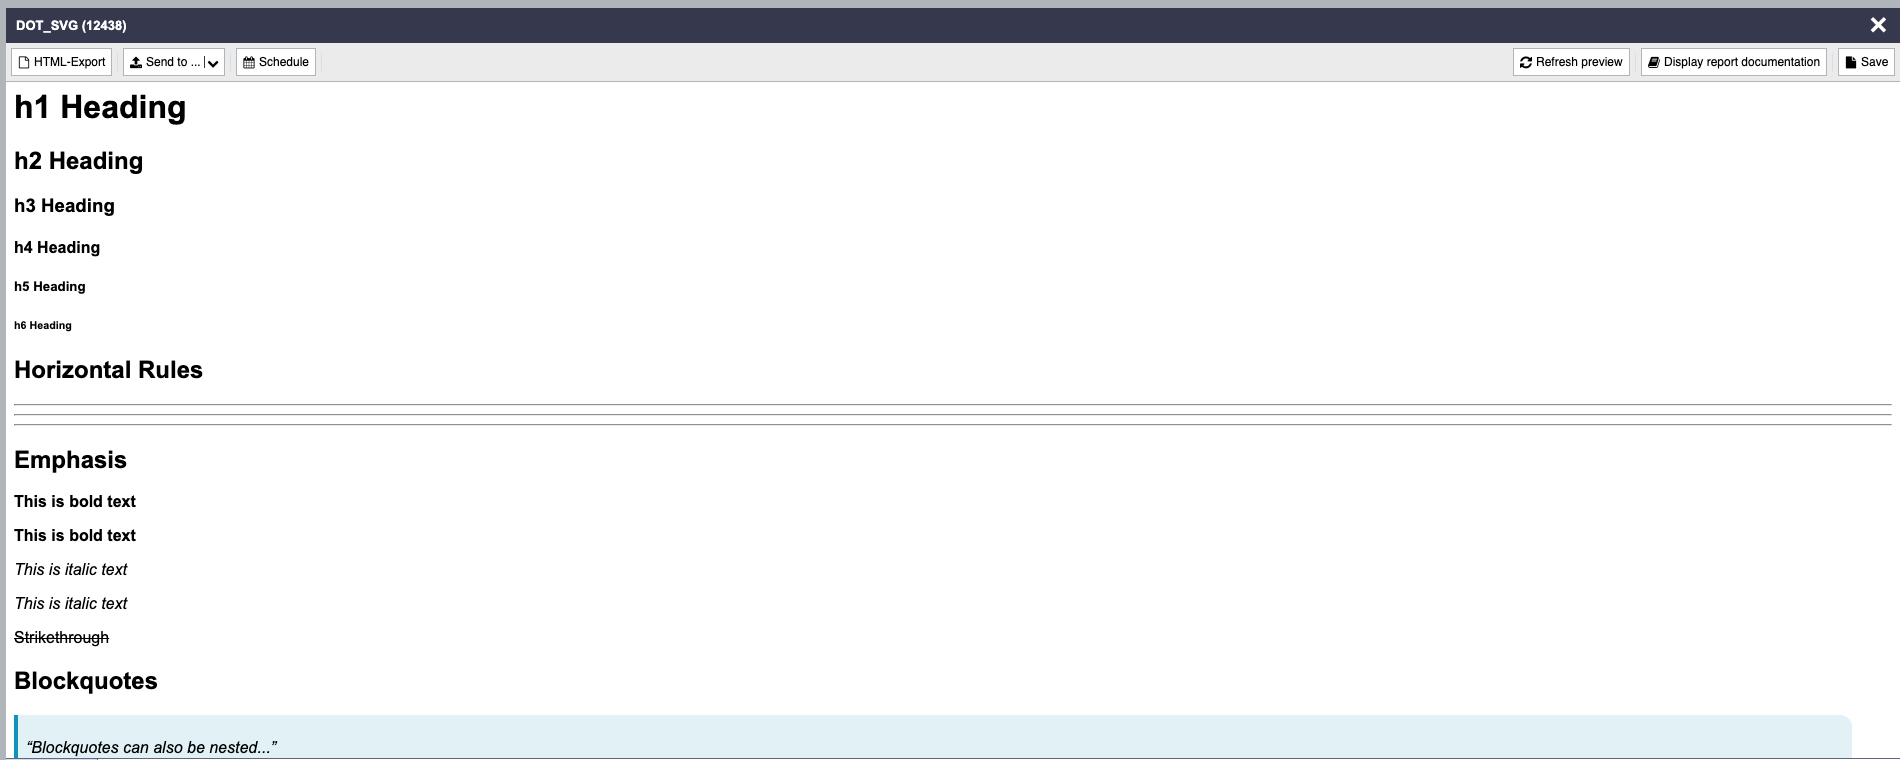 DOT_SVG (12438)
HTML-Export Send to ... Schedule Refresh preview Display report documentation Save
h1 Heading
h2 Heading
h3 Heading
h4 Heading
h5 Heading
h6 Heading
Horizontal Rules
Emphasis
This is bold text
This is bold text
This is italic text
This is italic text
Strikethrough
Blockquotes
“Blockquotes can also be nested...”